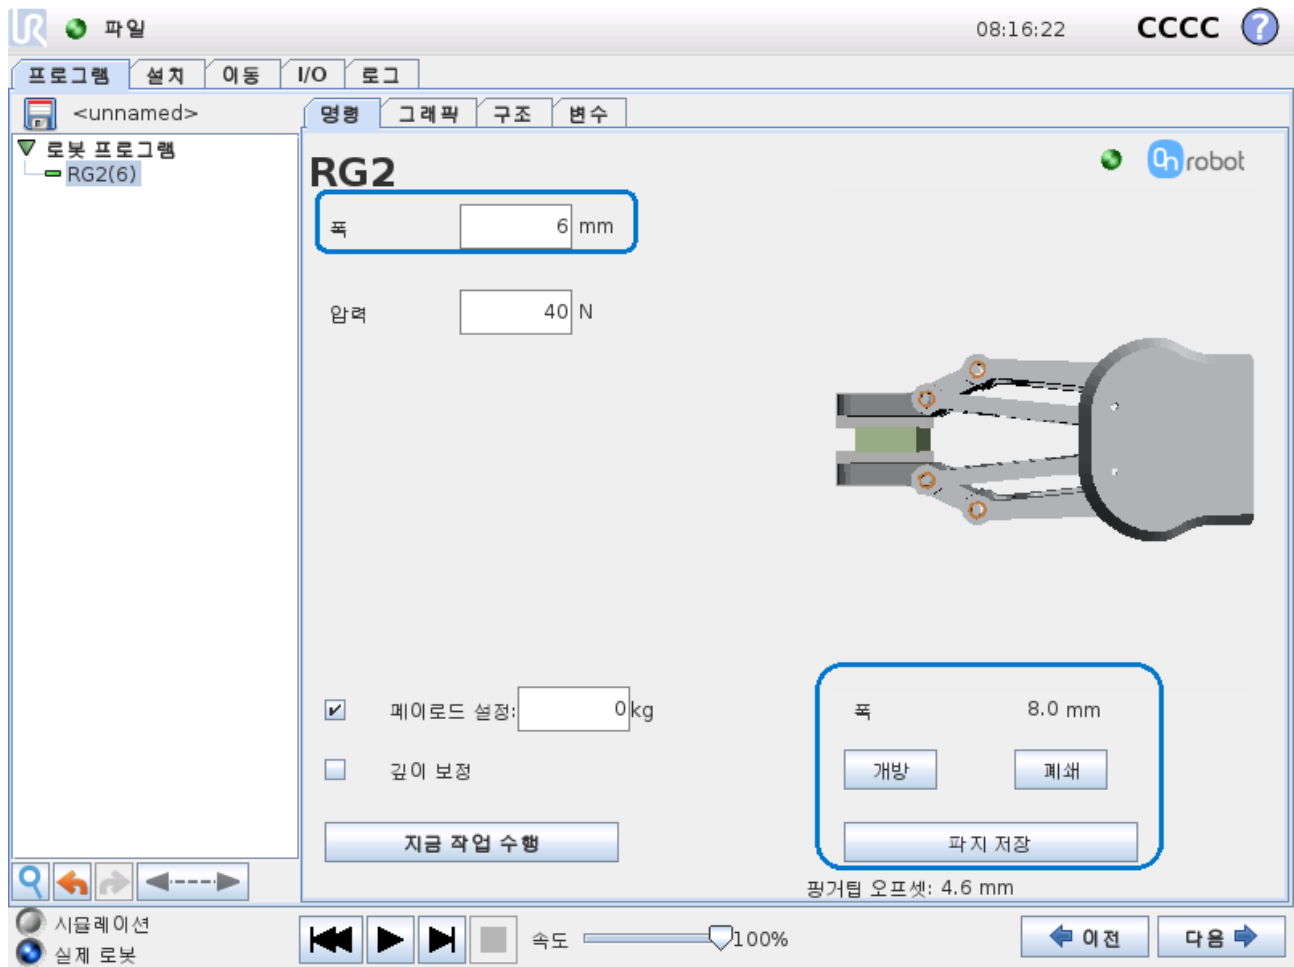 UR 파일 08:16:22 CCCC ?
프로그램 설치 이동 I/O 로그
<unnamed> 명령 그래픽 구조 변수
로봇 프로그램
RG2(6)
RG2
On robot
폭 6 mm
압력 40 N
페이로드 설정: 0 kg
깊이 보정
지금 작업 수행
폭 8.0 mm
개방 폐쇄
파지 저장
핑거팁 오프셋: 4.6 mm
시뮬레이션
실제 로봇
속도 100%
이전 다음